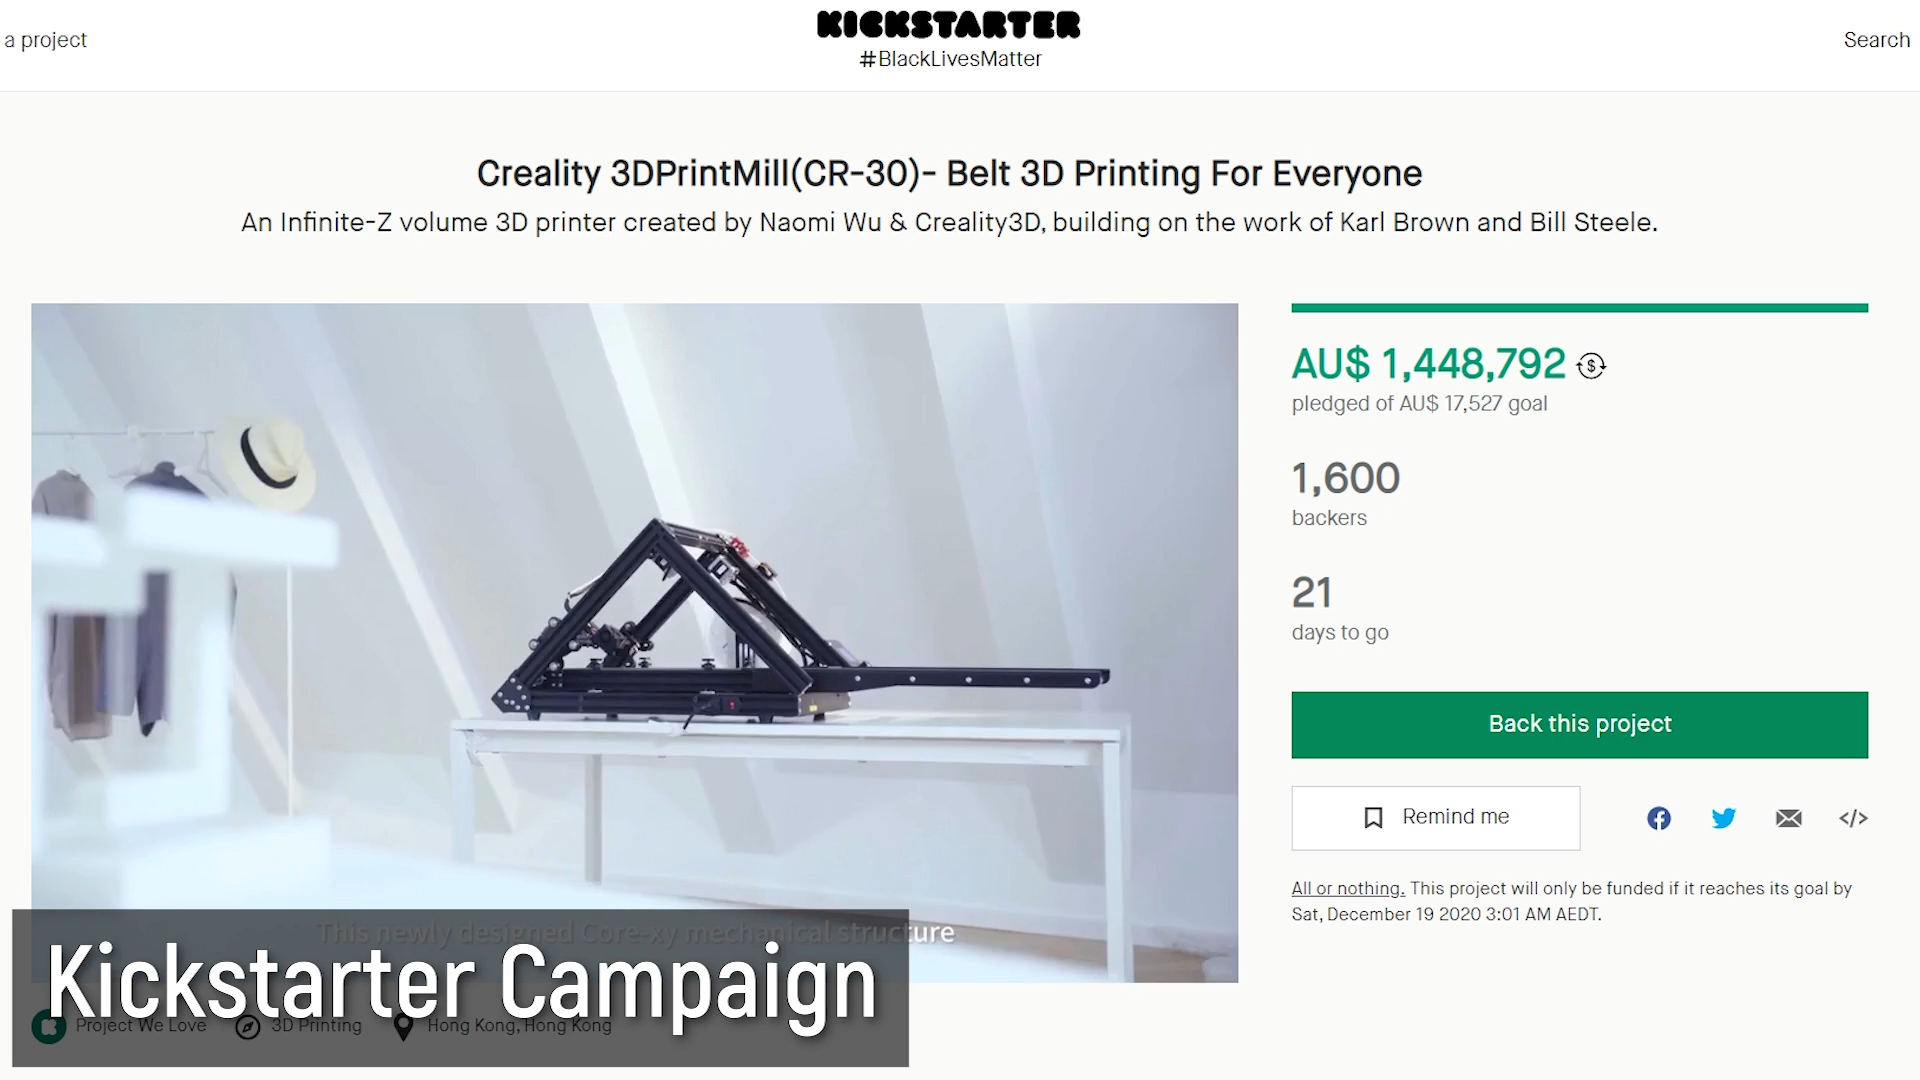 KICKSTARTER
a project
#BlackLivesMatter
Search
Creality 3DPrintMill(CR-30)- Belt 3D Printing For Everyone
An Infinite-Z volume 3D printer created by Naomi Wu & Creality3D, building on the work of Karl Brown and Bill Steele.
AU$ 1,448,792
pledged of AU$ 17,527 goal
1,600
backers
21
days to go
Back this project
Remind me
All or nothing. This project will only be funded if it reaches its goal by
Sat, December 19 2020 3:01 AM AEDT.
This newly designed Core-xy mechanical structure
Kickstarter Campaign
Project We Love 3D Printing Hong Kong, Hong Kong